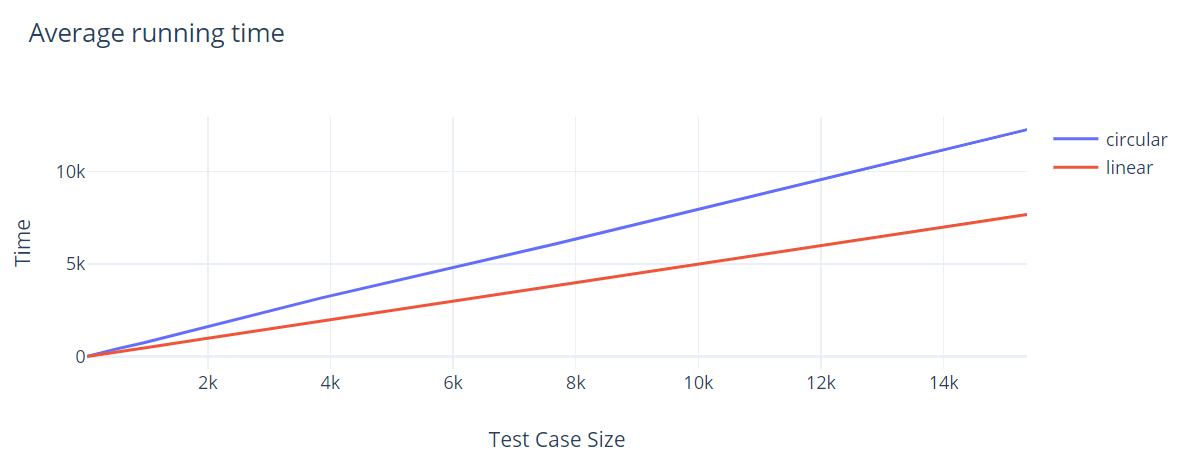 Average running time
circular
linear
10k
5k
0
Time
2k 4k 6k 8k 10k 12k 14k
Test Case Size